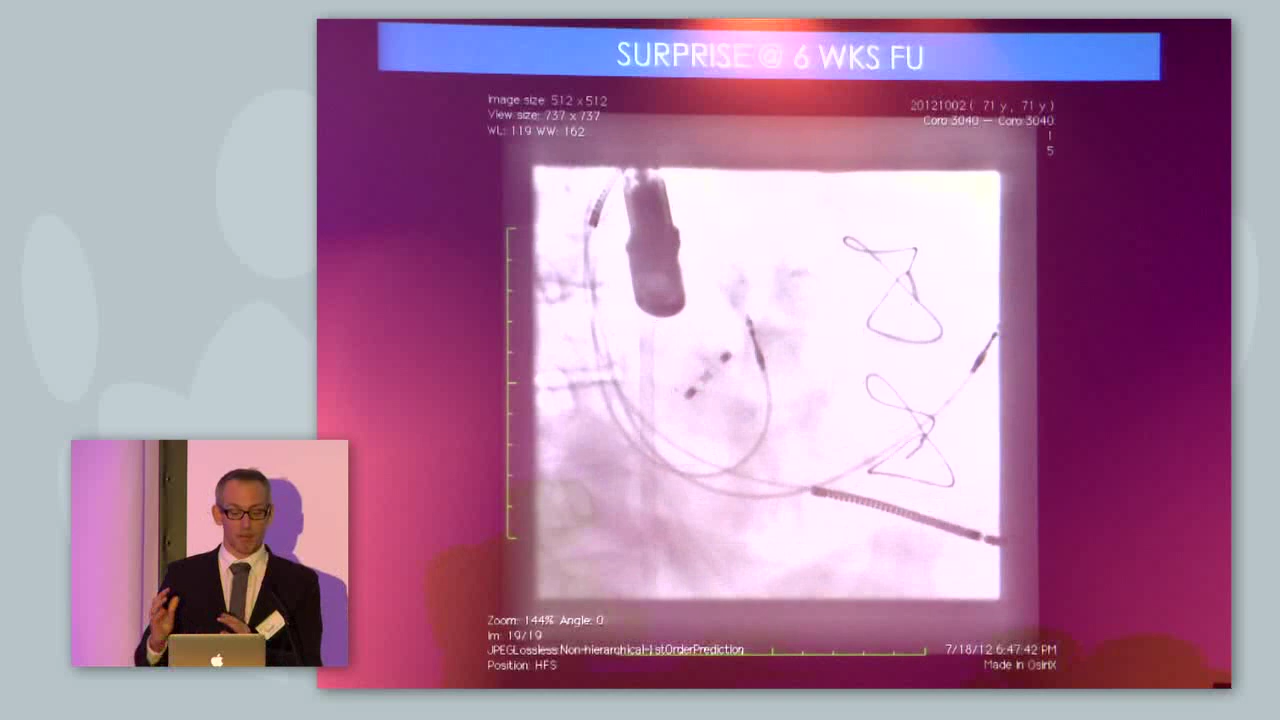 SURPRISE @ 6 WKS FU
Image size: 512 x 512
View size: 737 x 737
WL: 119 WW: 162
20121002 ( 71 y, 71 y )
Coro 3040 — Coro 3040
1
5
Zoom: 144% Angle: 0
Im: 19/19
JPEGLossless:Non-hierarchical-1stOrderPrediction
Position: HFS
7/18/12 6:47:42 PM
Made in OsiriX